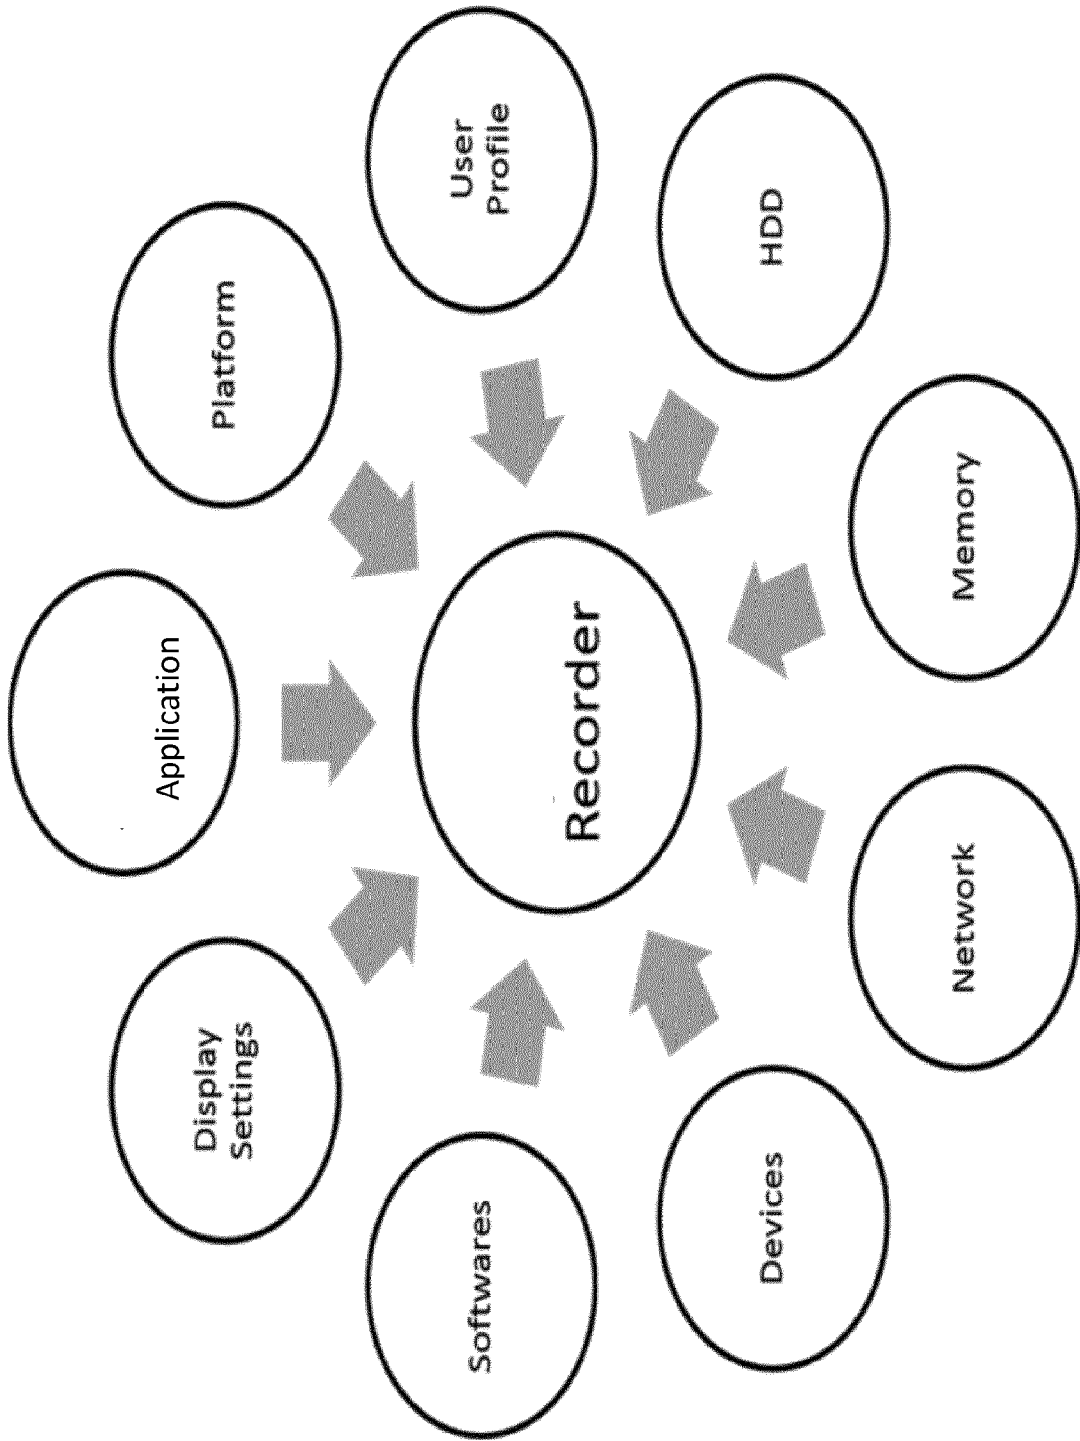 Application
Platform
User
Profile
HDD
Memory
Network
Devices
Softwares
Display
Settings
Recorder